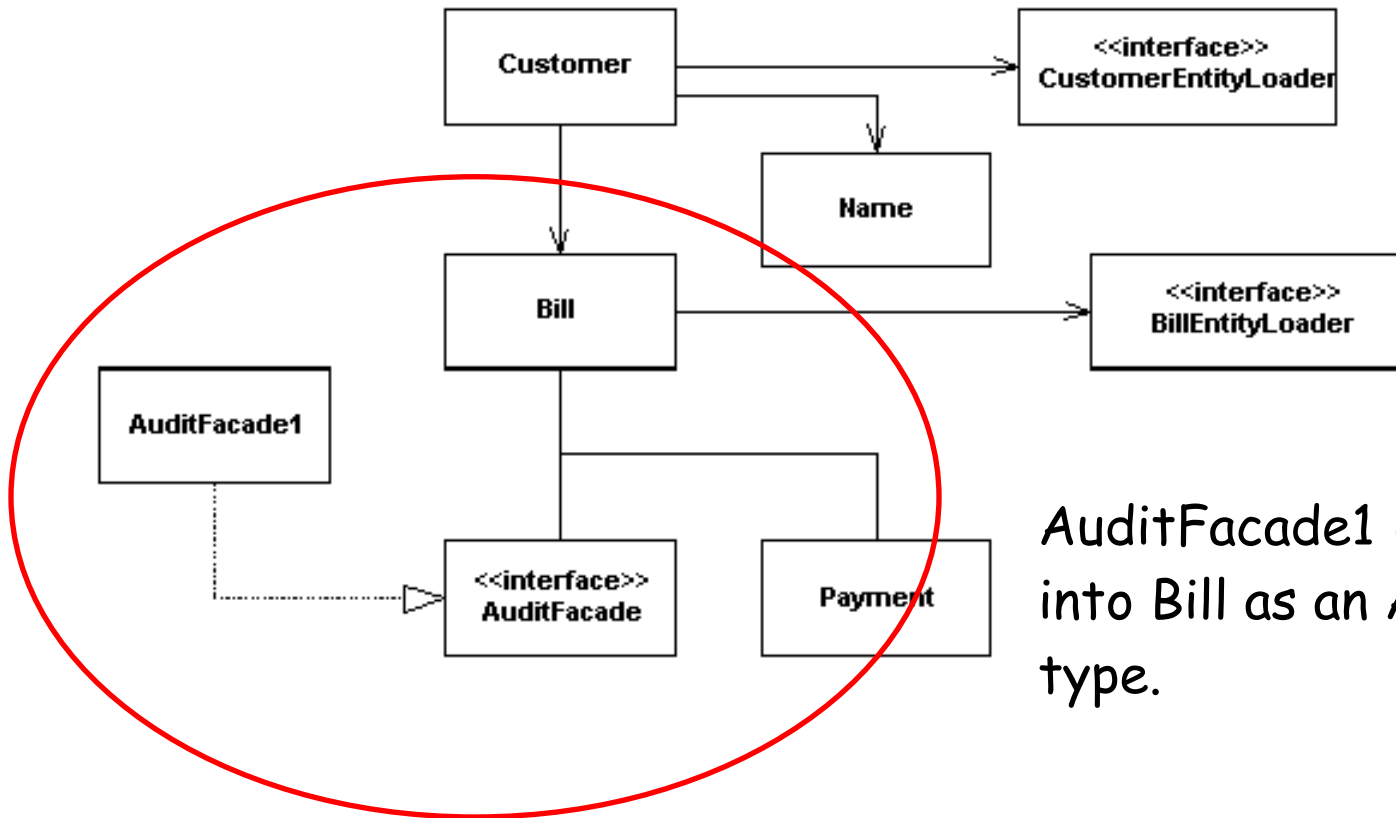 Customer
<<interface>>
CustomerEntityLoader
Name
Bill
<<interface>>
BillEntityLoader
AuditFacade1
<<interface>>
AuditFacade
Payment
AuditFacade1
into Bill as an
type.